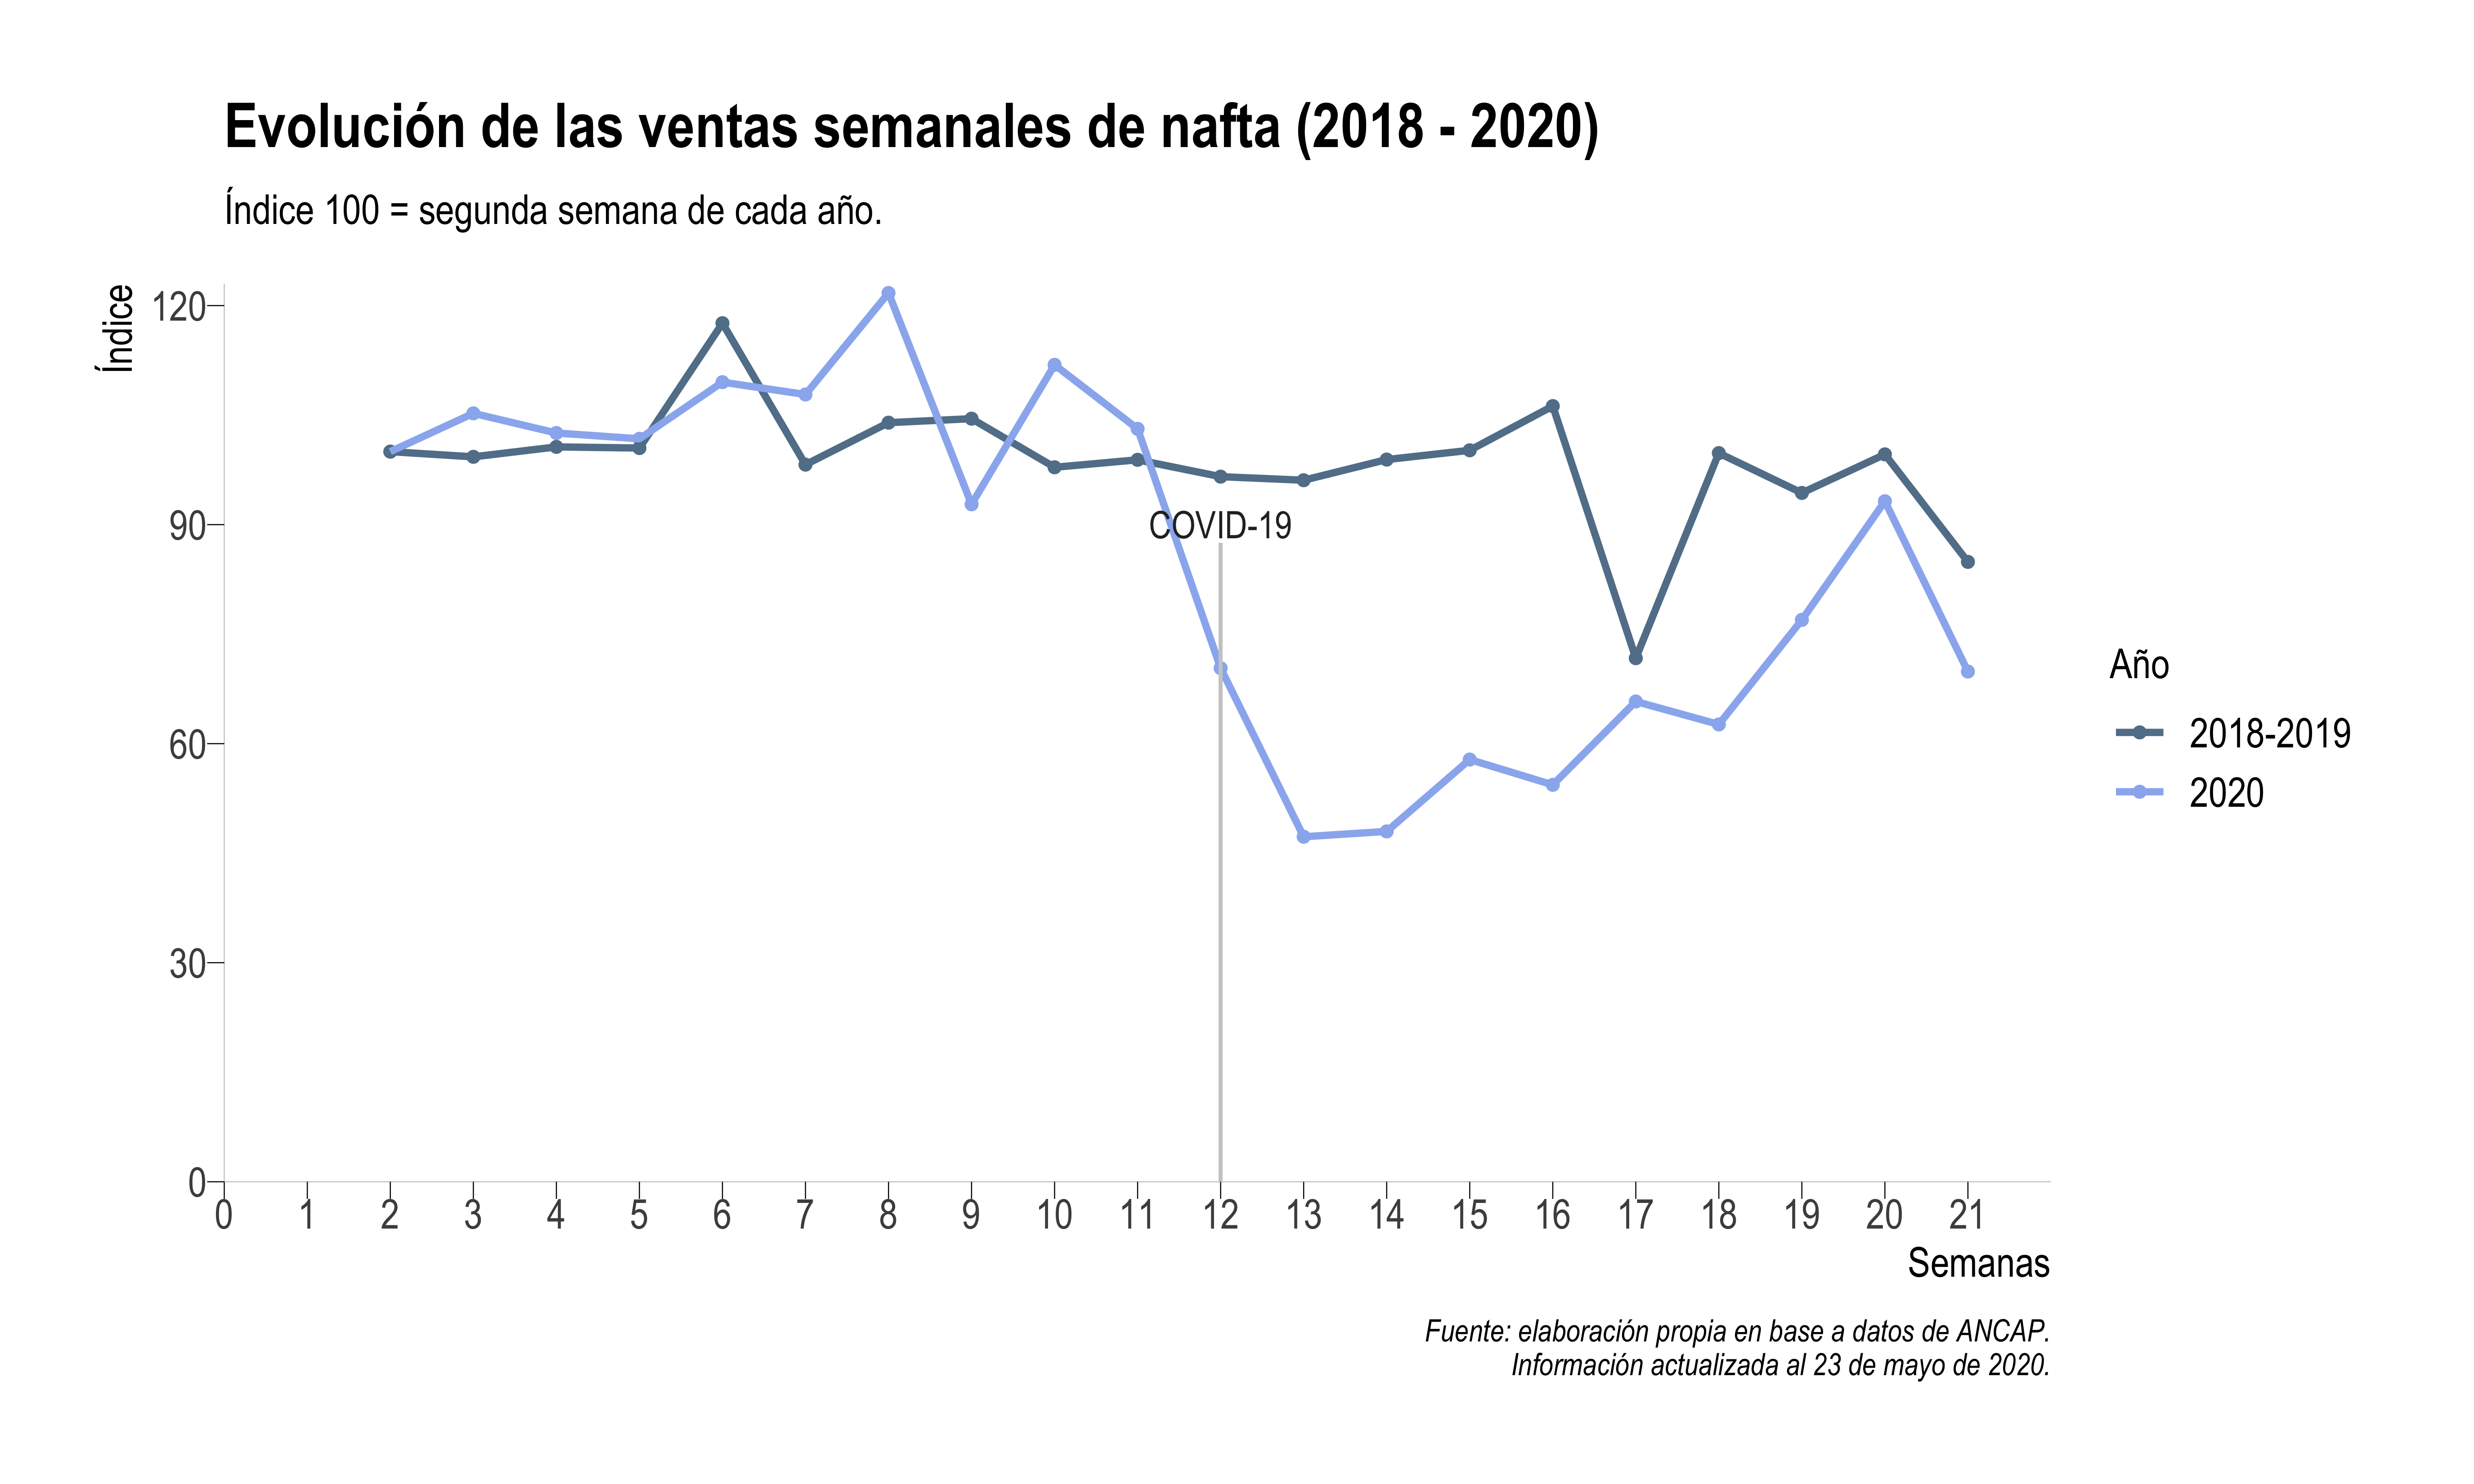 Evolución de las ventas semanales de nafta (2018 - 2020)
Índice 100 = segunda semana de cada año.
Índice
120
90
60
30
0
COVID-19
0 1 2 3 4 5 6 7 8 9 10 11 12 13 14 15 16 17 18 19 20 21
Semanas
Año
2018-2019
2020
Fuente: elaboración propia en base a datos de ANCAP.
Información actualizada al 23 de mayo de 2020.